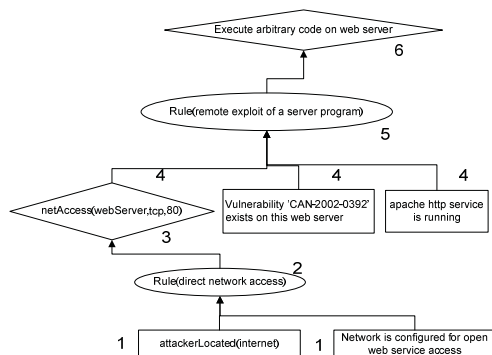 Execute arbitrary code on web server
6
Rule(remote exploit of a server program)
5
4
4
4
netAccess(webServer,tcp,80)
3
Vulnerability 'CAN-2002-0392'
exists on this web server
apache http service
is running
2
Rule(direct network access)
1
attackerLocated(internet)
1
Network is configured for open
web service access